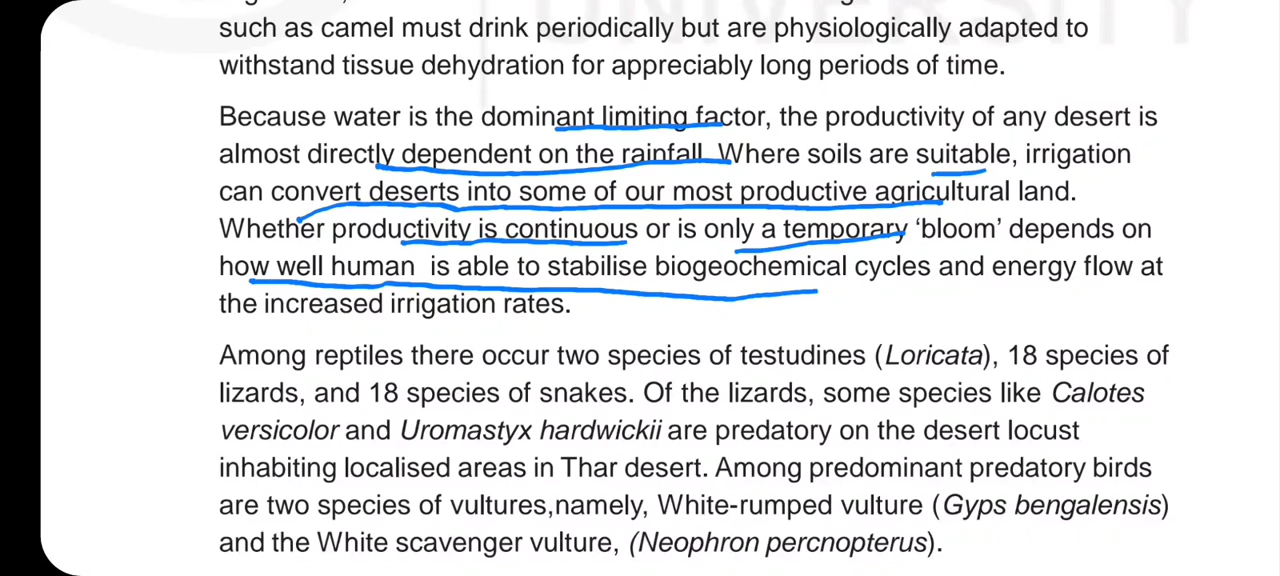 such as camel must drink periodically but are physiologically adapted to
withstand tissue dehydration for appreciably long periods of time.
Because water is the dominant limiting factor, the productivity of any desert is
almost directly dependent on the rainfall. Where soils are suitable, irrigation
can convert deserts into some of our most productive agricultural land.
Whether productivity is continuous or is only a temporary ‘bloom’ depends on
how well human is able to stabilise biogeochemical cycles and energy flow at
the increased irrigation rates.
Among reptiles there occur two species of testudines (Loricata), 18 species of
lizards, and 18 species of snakes. Of the lizards, some species like Calotes
versicolor and Uromastyx hardwickii are predatory on the desert locust
inhabiting localised areas in Thar desert. Among predominant predatory birds
are two species of vultures,namely, White-rumped vulture (Gyps bengalensis)
and the White scavenger vulture, (Neophron percnopterus).